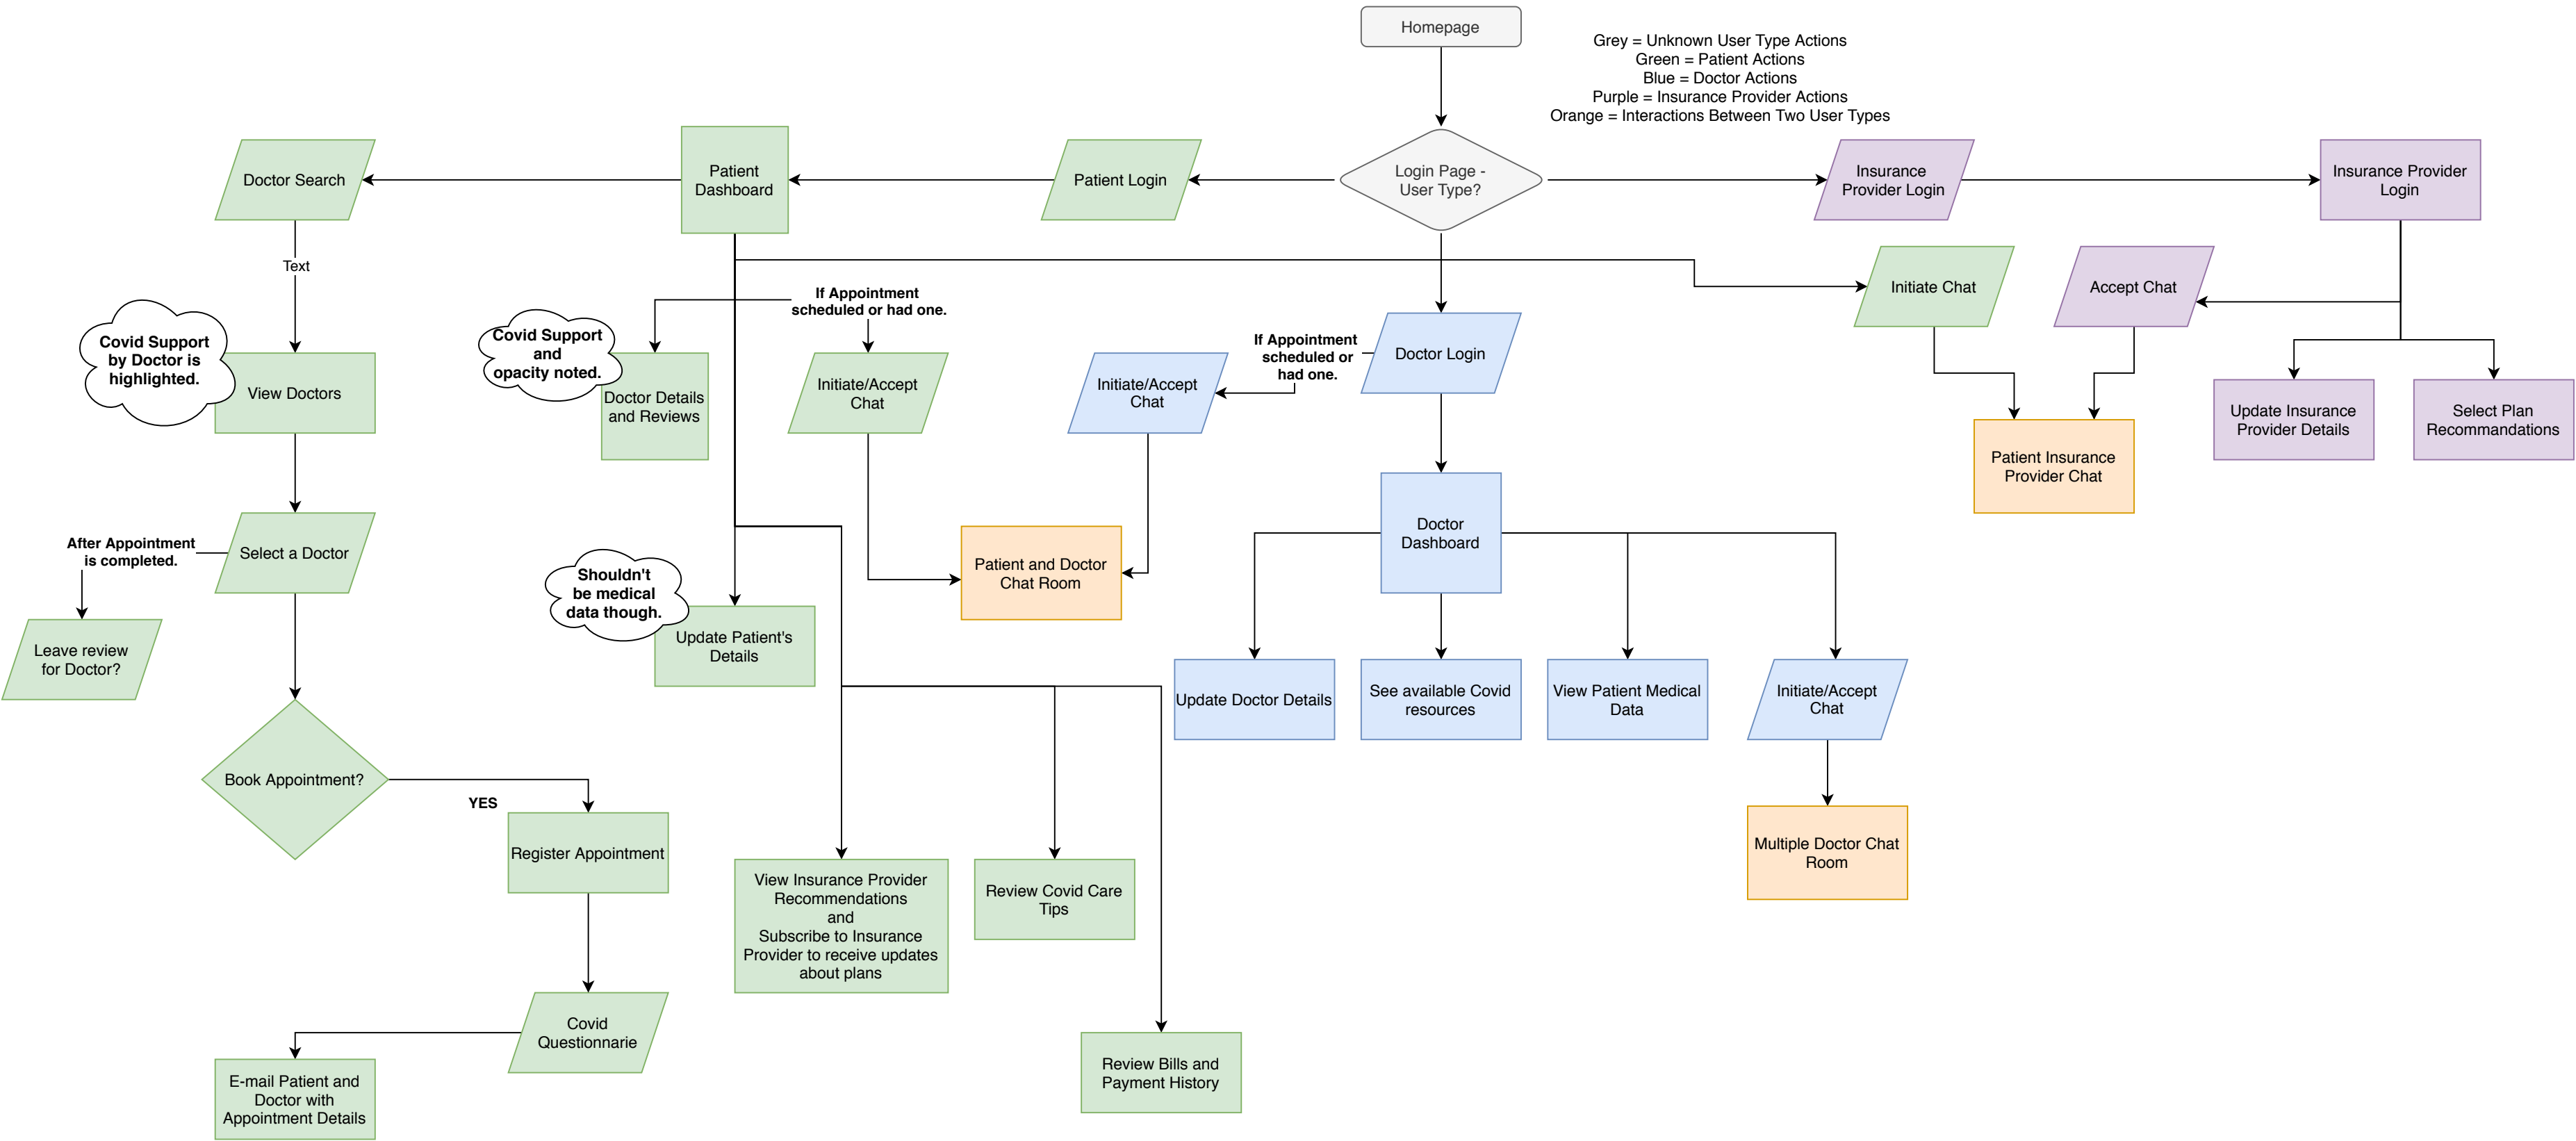 Homepage
Grey = Unknown User Type Actions
Green = Patient Actions
Blue = Doctor Actions
Purple = Insurance Provider Actions
Orange = Interactions Between Two User Types
Doctor Search
Patient
Dashboard
Patient Login
Login Page -
User Type?
Insurance
Provider Login
Insurance Provider
Login
Text
Initiate Chat
Accept Chat
If Appointment
scheduled or had one.
Covid Support
by Doctor is
highlighted.
View Doctors
Covid Support
and
opacity noted.
Doctor Details
and Reviews
Initiate/Accept
Chat
Initiate/Accept
Chat
If Appointment
scheduled or
had one.
Doctor Login
Update Insurance
Provider Details
Select Plan
Recommandations
Patient Insurance
Provider Chat
After Appointment
is completed.
Select a Doctor
Doctor
Dashboard
Patient and Doctor
Chat Room
Shouldn't
be medical
data though.
Update Patient's
Details
Leave review
for Doctor?
Update Doctor Details
See available Covid
resources
View Patient Medical
Data
Initiate/Accept
Chat
Book Appointment?
YES
Register Appointment
Multiple Doctor Chat
Room
View Insurance Provider
Recommendations
and
Subscribe to Insurance
Provider to receive updates
about plans
Review Covid Care
Tips
Covid
Questionnarie
Review Bills and
Payment History
E-mail Patient and
Doctor with
Appointment Details